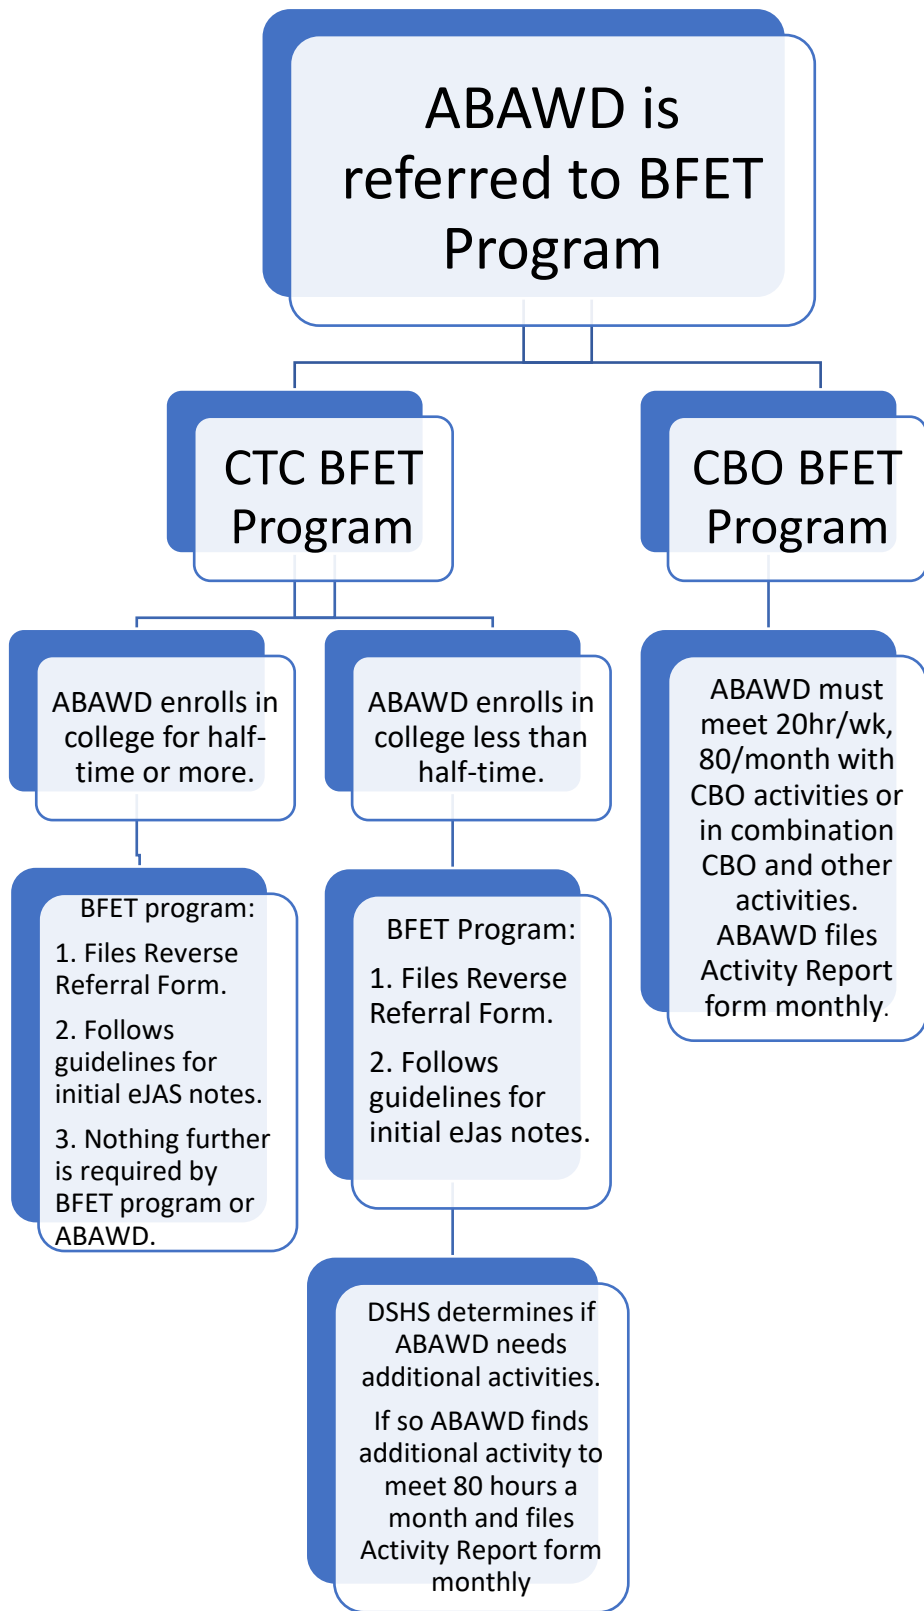 ABAWD is
referred to BFET
Program
CTC BFET
Program
CBO BFET
Program
ABAWD enrolls in
college for half-
time or more.
ABAWD enrolls in
college less than
half-time.
ABAWD must
meet 20hr/wk,
80/month with
CBO activities or
in combination
CBO and other
activities.
ABAWD files
Activity Report
form monthly.
BFET program:
1. Files Reverse
Referral Form.
2. Follows
guidelines for
initial eJAS notes.
3. Nothing further
is required by
BFET program or
ABAWD.
BFET Program:
1. Files Reverse
Referral Form.
2. Follows
guidelines for
initial eJas notes.
DSHS determines if
ABAWD needs
additional activities.
If so ABAWD finds
additional activity to
meet 80 hours a
month and files
Activity Report form
monthly